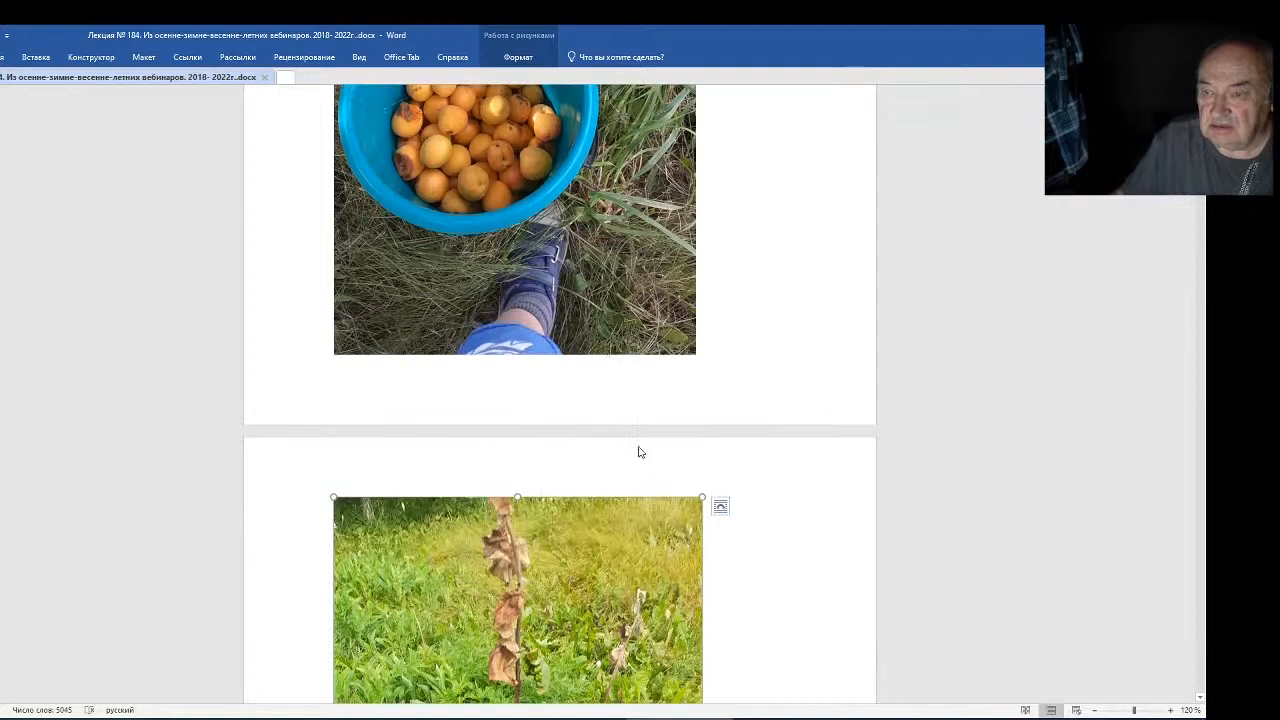 Лекция № 184. Из осенне-зимне-весенне-летних вебинаров. 2018- 2022г..docx - Word
Работа с рисунками
Вставка Конструктор Макет Ссылки Рассылки Рецензирование Вид Office Tab Справка Формат Что вы хотите сделать?
4. Из осенне-зимне-весенне-летних вебинаров. 2018- 2022г..docx
Число слов: 5045 русский 120 %